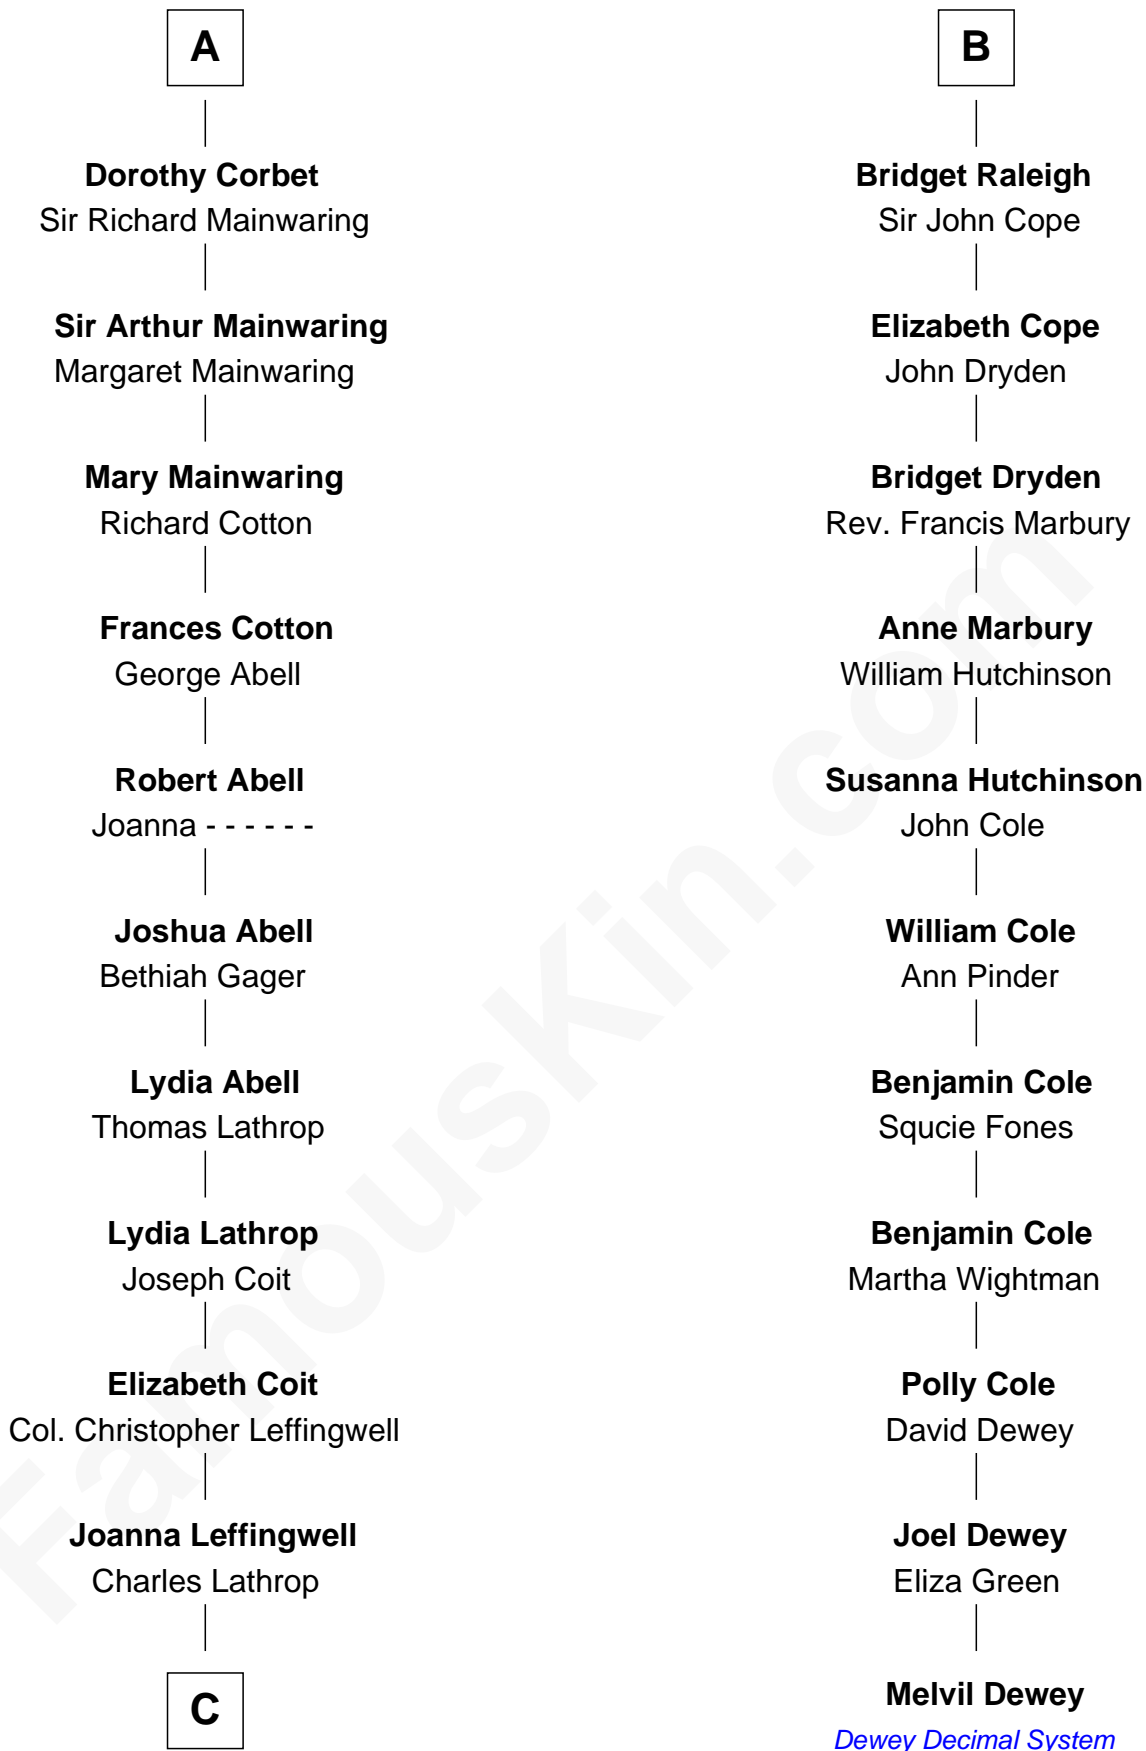 A
Dorothy Corbet
Sir Richard Mainwaring
Sir Arthur Mainwaring
Margaret Mainwaring
Mary Mainwaring
Richard Cotton
Frances Cotton
George Abell
Robert Abell
Joanna - - - - - -
Joshua Abell
Bethiah Gager
Lydia Abell
Thomas Lathrop
Lydia Lathrop
Joseph Coit
Elizabeth Coit
Col. Christopher Leffingwell
Joanna Leffingwell
Charles Lathrop
C
B
Bridget Raleigh
Sir John Cope
Elizabeth Cope
John Dryden
Bridget Dryden
Rev. Francis Marbury
Anne Marbury
William Hutchinson
Susanna Hutchinson
John Cole
William Cole
Ann Pinder
Benjamin Cole
Squcie Fones
Benjamin Cole
Martha Wightman
Polly Cole
David Dewey
Joel Dewey
Eliza Green
Melvil Dewey
Dewey Decimal System
FamousKin.com